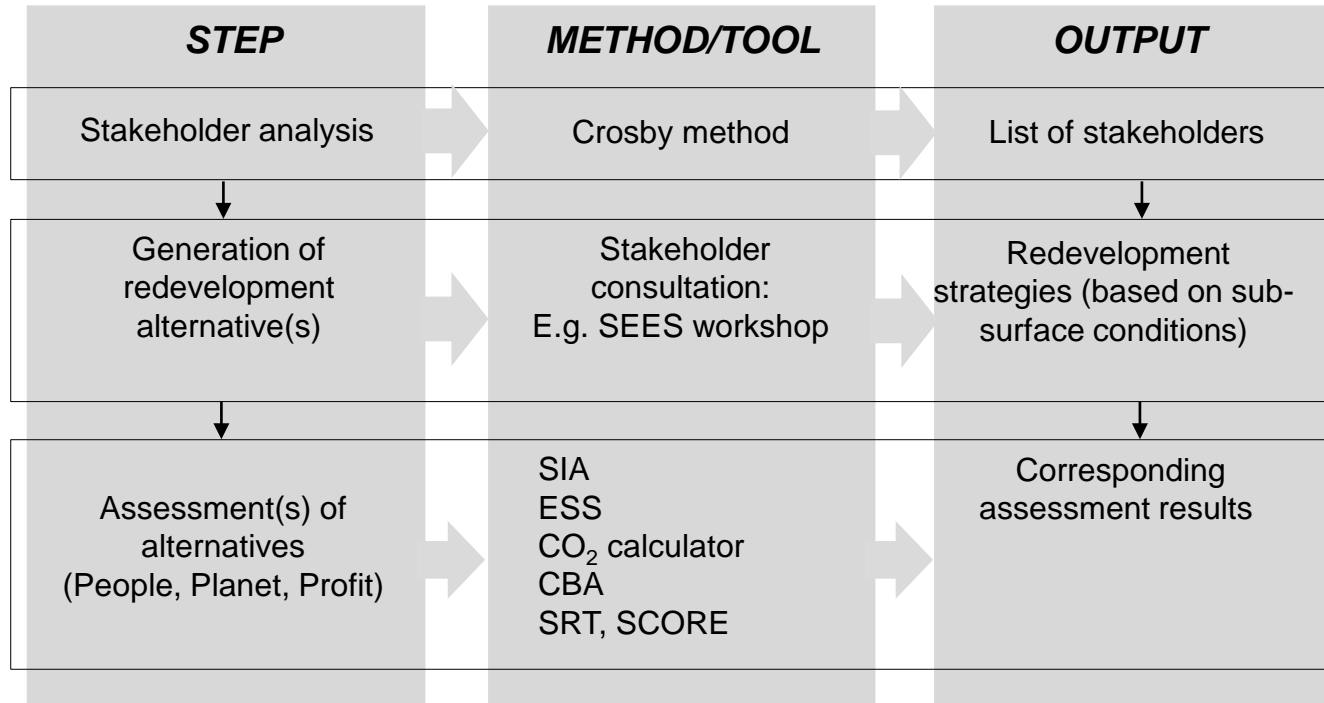 STEP
METHOD/TOOL
OUTPUT
Stakeholder analysis
Crosby method
List of stakeholders
Generation of
redevelopment
alternative(s)
Stakeholder
consultation:
E.g. SEES workshop
Redevelopment
strategies (based on sub-
surface conditions)
Assessment(s) of
alternatives
(People, Planet, Profit)
SIA
ESS
CO₂ calculator
CBA
SRT, SCORE
Corresponding
assessment results